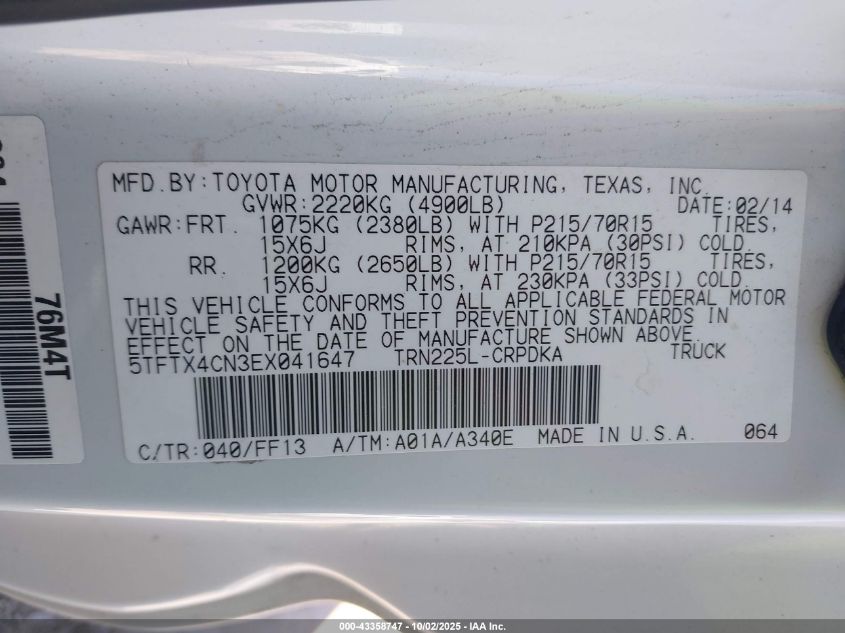 MFD.BY:TOYOTA MOTOR MANUFACTURING, TEXAS, INC.
GVWR:2220KG (4900LB) DATE:02/14
GAWR:FRT. 1075KG (2380LB) WITH P215/70R15 TIRES,
15X6J RIMS, AT 210KPA (30PSI) COLD.
RR. 1200KG (2650LB) WITH P215/70R15 TIRES,
15X6J RIMS, AT 230KPA (33PSI) COLD.
THIS VEHICLE CONFORMS TO ALL APPLICABLE FEDERAL MOTOR
VEHICLE SAFETY AND THEFT PREVENTION STANDARDS IN
EFFECT ON THE DATE OF MANUFACTURE SHOWN ABOVE.
5TFTX4CN3EX041647 TRN225L-CRPDKA TRUCK
C/TR:040/FF13 A/TM:A01A/A340E MADE IN U.S.A. 064
76M4T
000-43358747 - 10/02/2025 - IAA Inc.